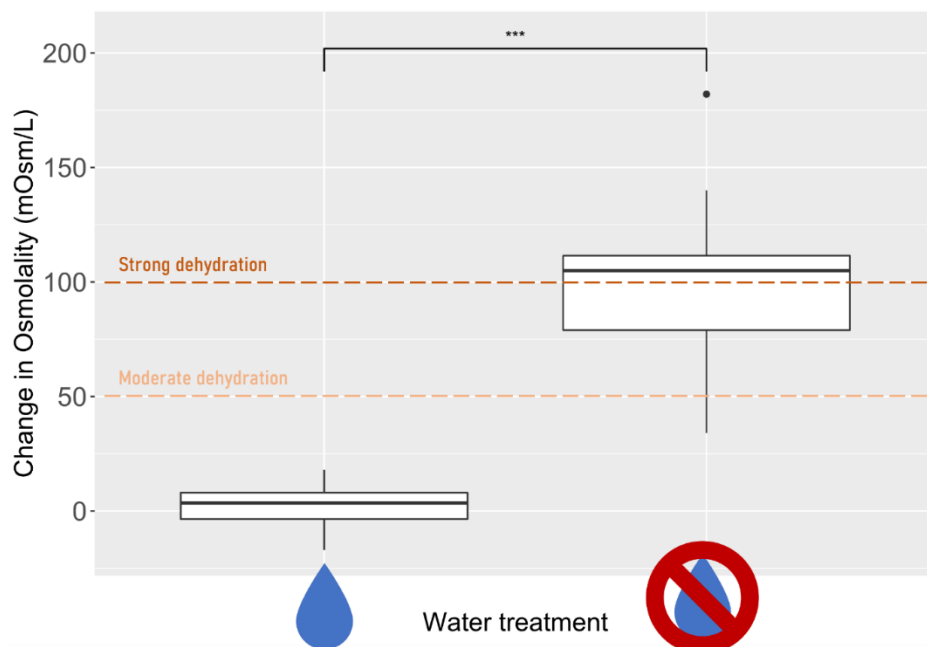 ***
200
150
100
50
0
Change in Osmolality (mOsm/L)
Strong dehydration
Moderate dehydration
Water treatment